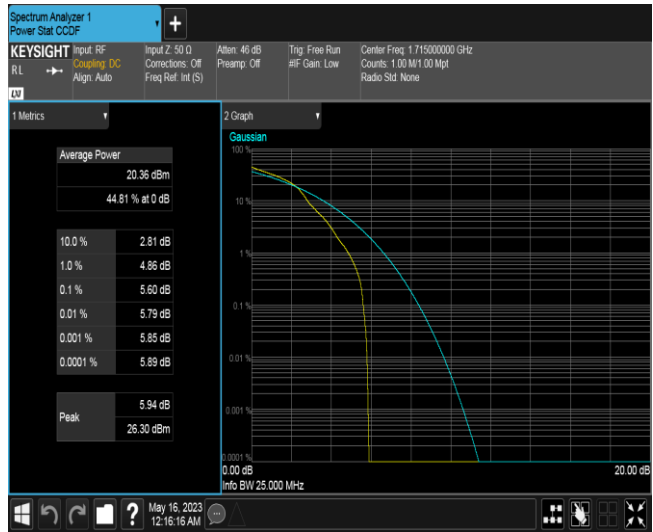 Spectrum Analyzer 1
Power Stat CCDF
+
KEYSIGHT
RL
LXI
Input: RF
Coupling: DC
Align: Auto
Input Z: 50 Ω
Corrections: Off
Freq Ref: Int (S)
Atten: 46 dB
Preamp: Off
Trig: Free Run
#IF Gain: Low
Center Freq: 1.715000000 GHz
Counts: 1.00 M/1.00 Mpt
Radio Std: None
1 Metrics
Average Power
20.36 dBm
44.81 % at 0 dB
10.0 % 2.81 dB
1.0 % 4.86 dB
0.1 % 5.60 dB
0.01 % 5.79 dB
0.001 % 5.85 dB
0.0001 % 5.89 dB
Peak
5.94 dB
26.30 dBm
2 Graph
Gaussian
100 %
10 %
1 %
0.1 %
0.01 %
0.001 %
0.0001 %
0.00 dB 20.00 dB
Info BW 25.000 MHz
?
May 16, 2023
12:16:16 AM